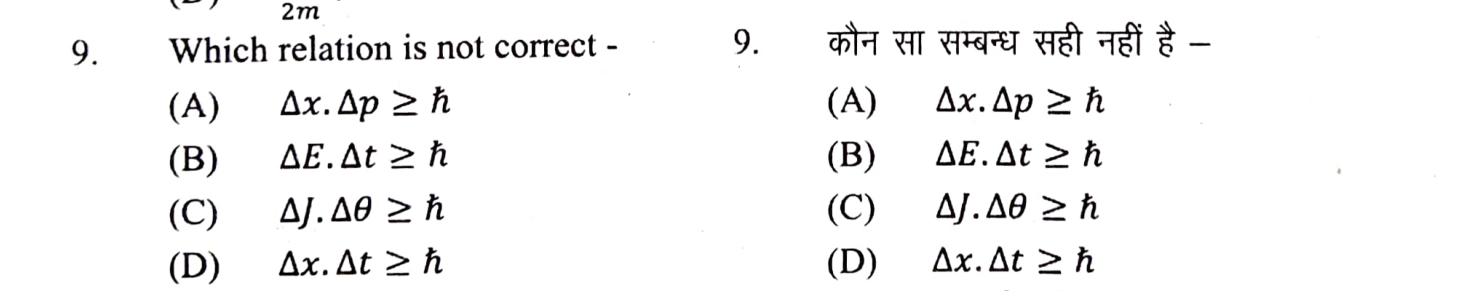 2m
9. Which relation is not correct -
(A) Δx. Δp ≥ ℏ
(B) ΔE. Δt ≥ ℏ
(C) ΔJ. Δθ ≥ ℏ
(D) Δx. Δt ≥ ℏ
9. कौन सा सम्बन्ध सही नहीं है –
(A) Δx. Δp ≥ ℏ
(B) ΔE. Δt ≥ ℏ
(C) ΔJ. Δθ ≥ ℏ
(D) Δx. Δt ≥ ℏ